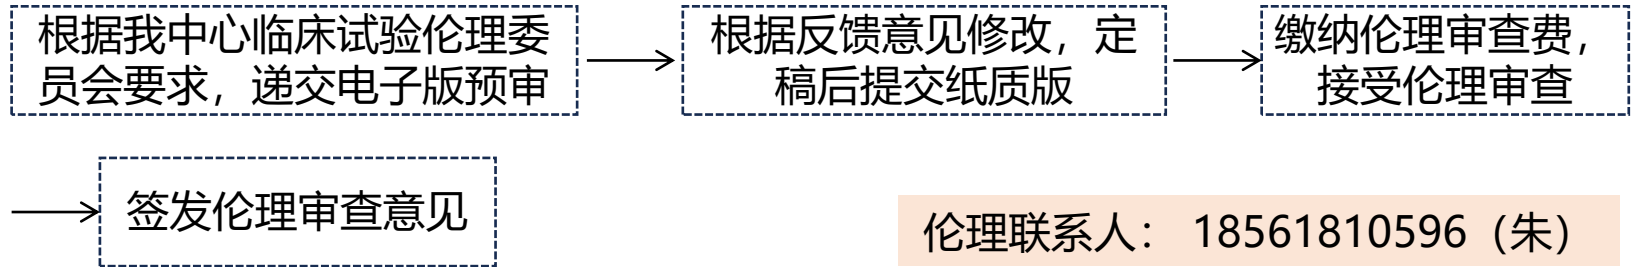 根据我中心临床试验伦理委
员会要求，递交电子版预审
根据反馈意见修改，定
稿后提交纸质版
缴纳伦理审查费，
接受伦理审查
签发伦理审查意见
伦理联系人： 18561810596（朱）